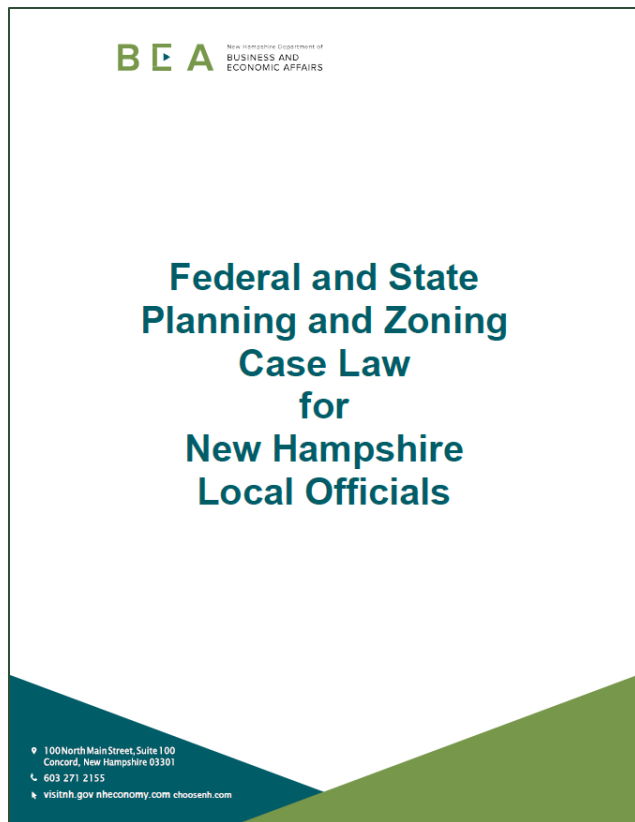 BEA
New Hampshire Department of
BUSINESS AND
ECONOMIC AFFAIRS
Federal and State
Planning and Zoning
Case Law
for
New Hampshire
Local Officials
100 North Main Street, Suite 100
Concord, New Hampshire 03301
603 271 2155
visitnh.gov nheconomy.com choosenh.com